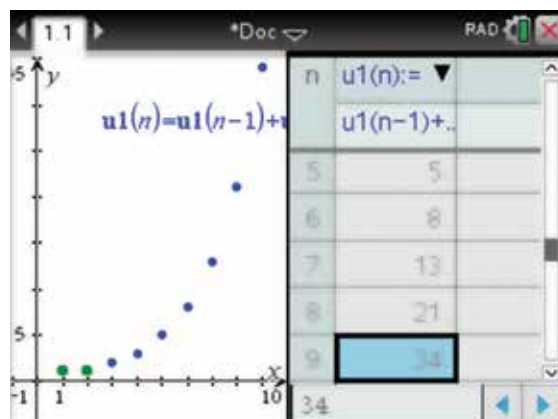 1.1 *Doc RAD
y
5
u1(n)=u1(n-1)+u
5
x
-1 1 10
n u1(n):= ▼
u1(n-1)+..
5 5
6 8
7 13
8 21
9 34
34